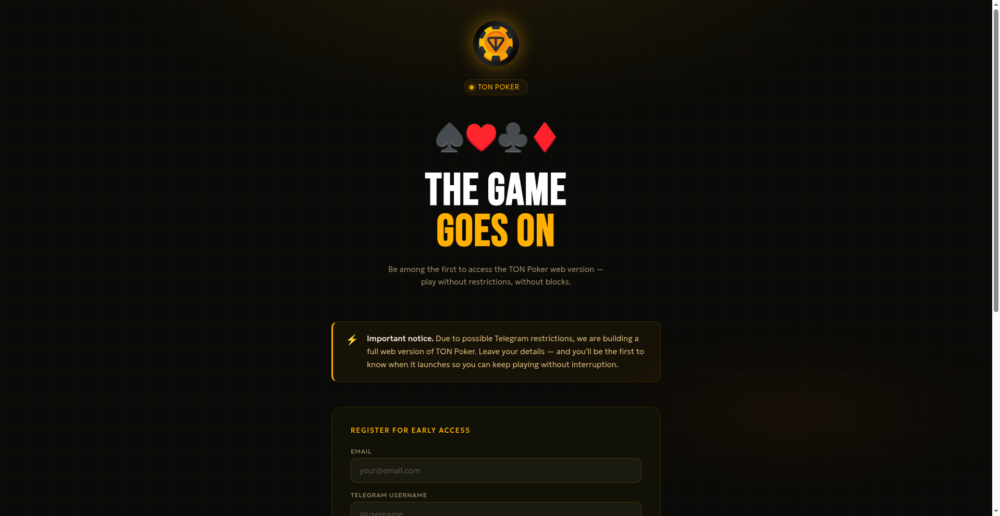 TON POKER
THE GAME
GOES ON
Be among the first to access the TON Poker web version —
play without restrictions, without blocks.
Important notice. Due to possible Telegram restrictions, we are building a
full web version of TON Poker. Leave your details — and you'll be the first to
know when it launches so you can keep playing without interruption.
REGISTER FOR EARLY ACCESS
EMAIL
your@email.com
TELEGRAM USERNAME
@username